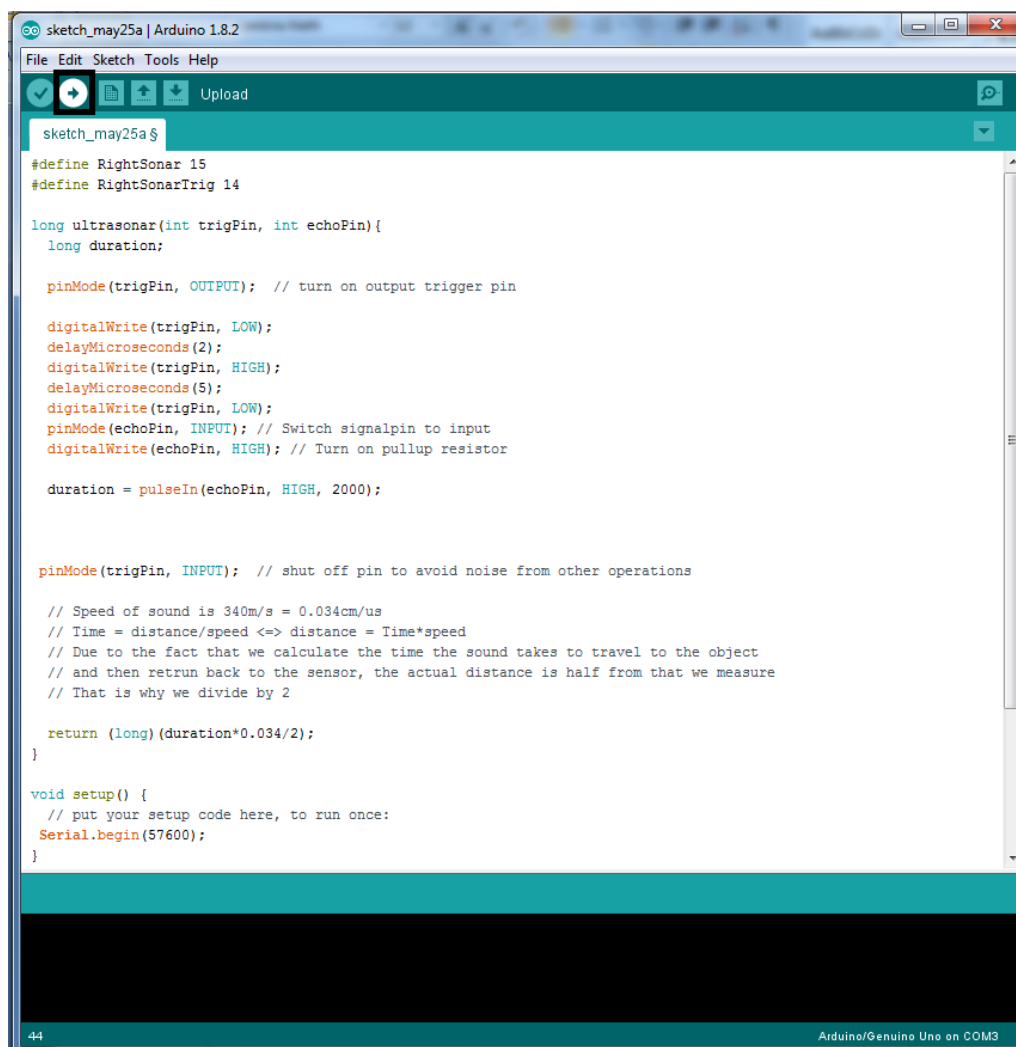 sketch_may25a | Arduino 1.8.2
File Edit Sketch Tools Help
Upload
sketch_may25a §
#define RightSonar 15
#define RightSonarTrig 14
long ultrasonar(int trigPin, int echoPin){
long duration;
pinMode(trigPin, OUTPUT); // turn on output trigger pin
digitalWrite(trigPin, LOW);
delayMicroseconds(2);
digitalWrite(trigPin, HIGH);
delayMicroseconds(5);
digitalWrite(trigPin, LOW);
pinMode(echoPin, INPUT); // Switch signalpin to input
digitalWrite(echoPin, HIGH); // Turn on pullup resistor
duration = pulseIn(echoPin, HIGH, 2000);
pinMode(trigPin, INPUT); // shut off pin to avoid noise from other operations
// Speed of sound is 340m/s = 0.034cm/us
// Time = distance/speed <=> distance = Time*speed
// Due to the fact that we calculate the time the sound takes to travel to the object
// and then retrun back to the sensor, the actual distance is half from that we measure
// That is why we divide by 2
return (long)(duration*0.034/2);
}
void setup() {
// put your setup code here, to run once:
Serial.begin(57600);
}
44
Arduino/Genuino Uno on COM3